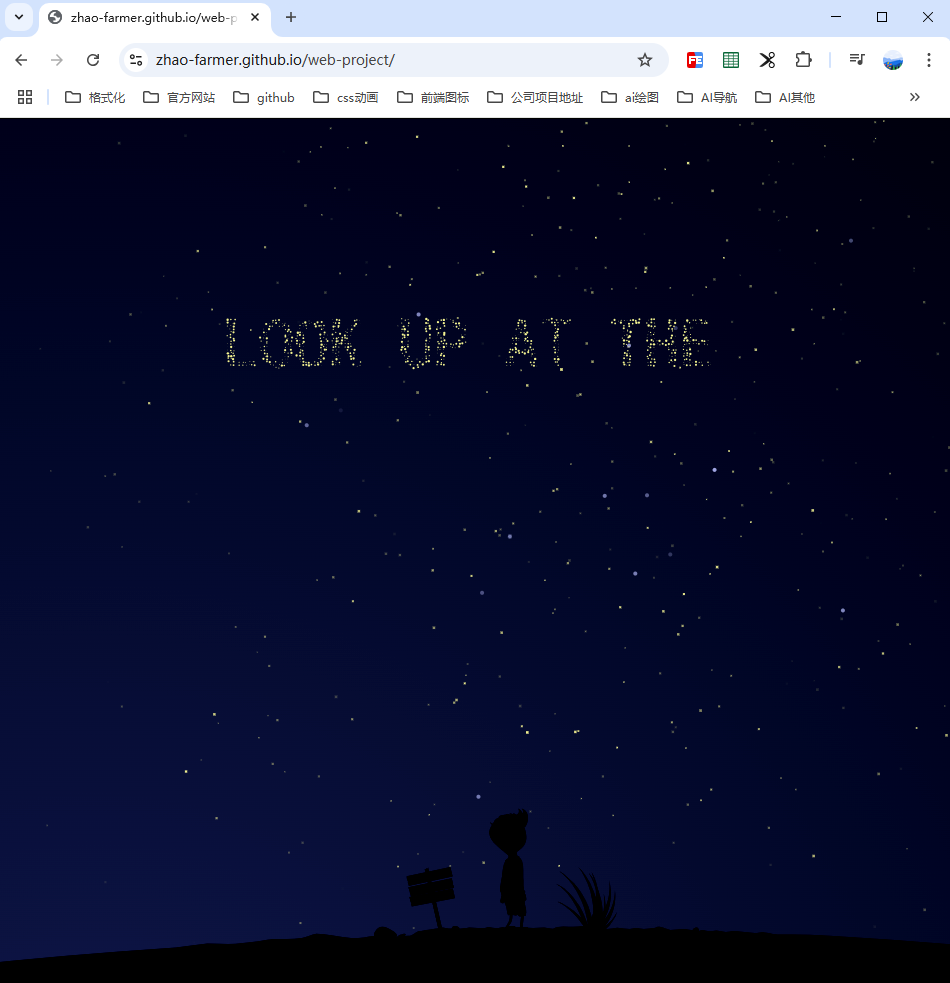 zhao-farmer.github.io/web-p
zhao-farmer.github.io/web-project/
格式化 官方网站 github css动画 前端图标 公司项目地址 ai绘图 AI导航 AI其他
LOOK UP AT THE